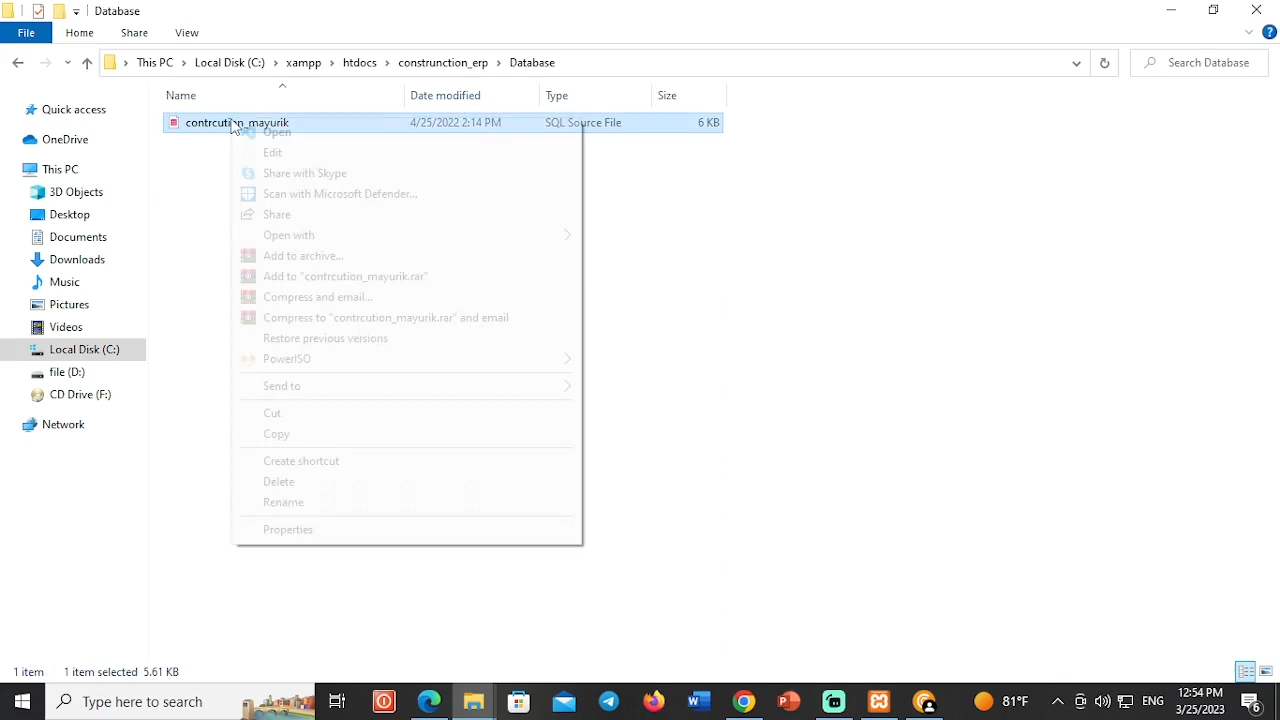 Database
File
Home
Share
View
This PC
Local Disk (C:)
xampp
htdocs
construnction_erp
Database
Search Database
Name
Date modified
Type
Size
Quick access
OneDrive
This PC
3D Objects
Desktop
Documents
Downloads
Music
Pictures
Videos
Local Disk (C:)
file (D:)
CD Drive (F:)
Network
contrcution_mayurik
4/25/2022 2:14 PM
SQL Source File
6 KB
Open
Edit
Share with Skype
Scan with Microsoft Defender...
Share
Open with
Add to archive...
Add to "contrcution_mayurik.rar"
Compress and email...
Compress to "contrcution_mayurik.rar" and email
Restore previous versions
PowerISO
Send to
Cut
Copy
Create shortcut
Delete
Rename
Properties
1 item
1 item selected 5.61 KB
Type here to search
81°F
ENG
12:54 PM
3/25/2023
6